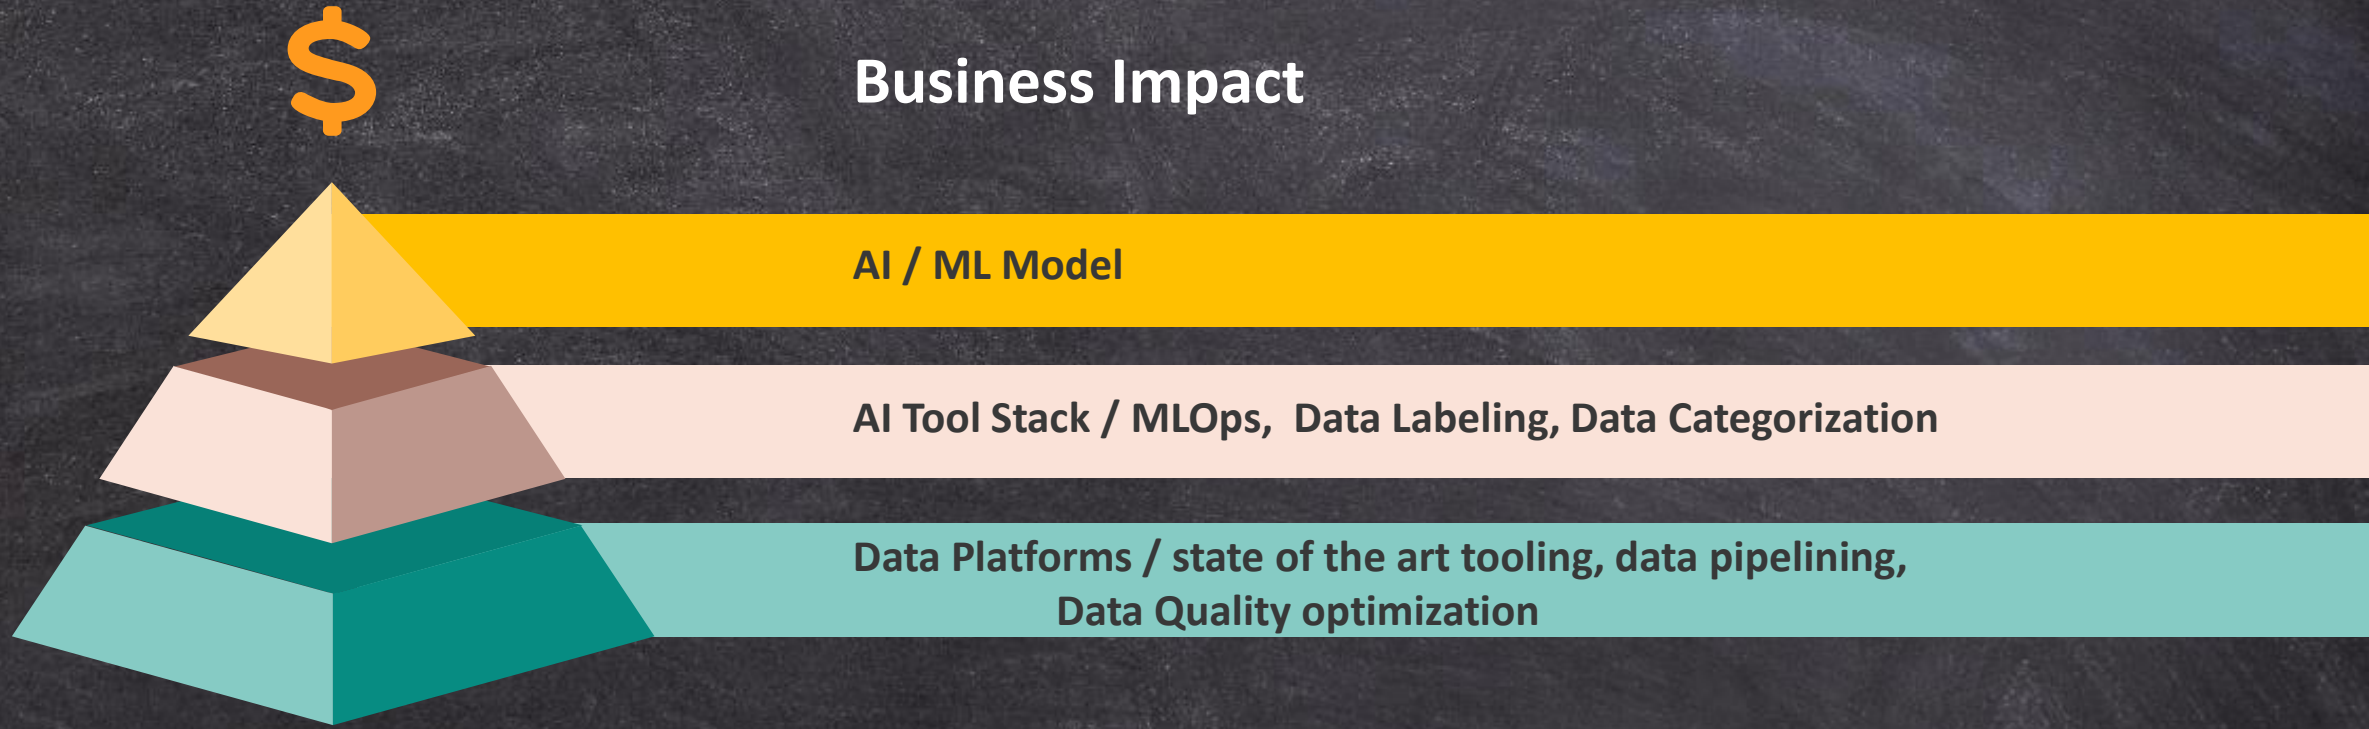 $
Business Impact
AI / ML Model
AI Tool Stack / MLOps,  Data Labeling, Data Categorization
Data Platforms / state of the art tooling, data pipelining,
Data Quality optimization